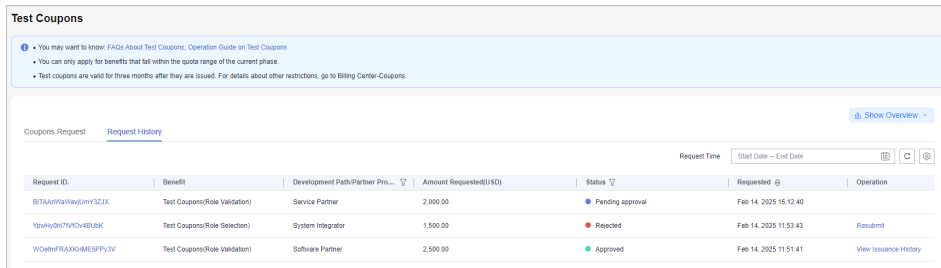 Test Coupons
• You may want to know: FAQs About Test Coupons, Operation Guide on Test Coupons
• You can only apply for benefits that fall within the quota range of the current phase.
• Test coupons are valid for three months after they are issued. For details about other restrictions, go to Billing Center-Coupons.
Show Overview
Coupons Request Request History
Request Time Start Date – End Date
Request ID. Benefit Development Path/Partner Pro... Amount Requested(USD) Status Requested Operation
BITAAnWaWavjUmY3ZJX Test Coupons(Role Validation) Service Partner 2,000.00 Pending approval Feb 14, 2025 15:12:40
YpwHy0hl7tVfOv4BUbK Test Coupons(Role Selection) System Integrator 1,500.00 Rejected Feb 14, 2025 11:53:43 Resubmit
WOefmFRAXKHME5PPy3V Test Coupons(Role Validation) Software Partner 2,500.00 Approved Feb 14, 2025 11:51:41 View Issuance History